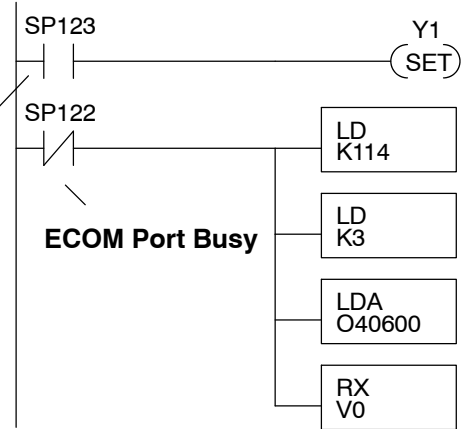 SP123
Y1
SET
SP122
LD
K114
ECOM Port Busy
LD
K3
LDA
O40600
RX
V0